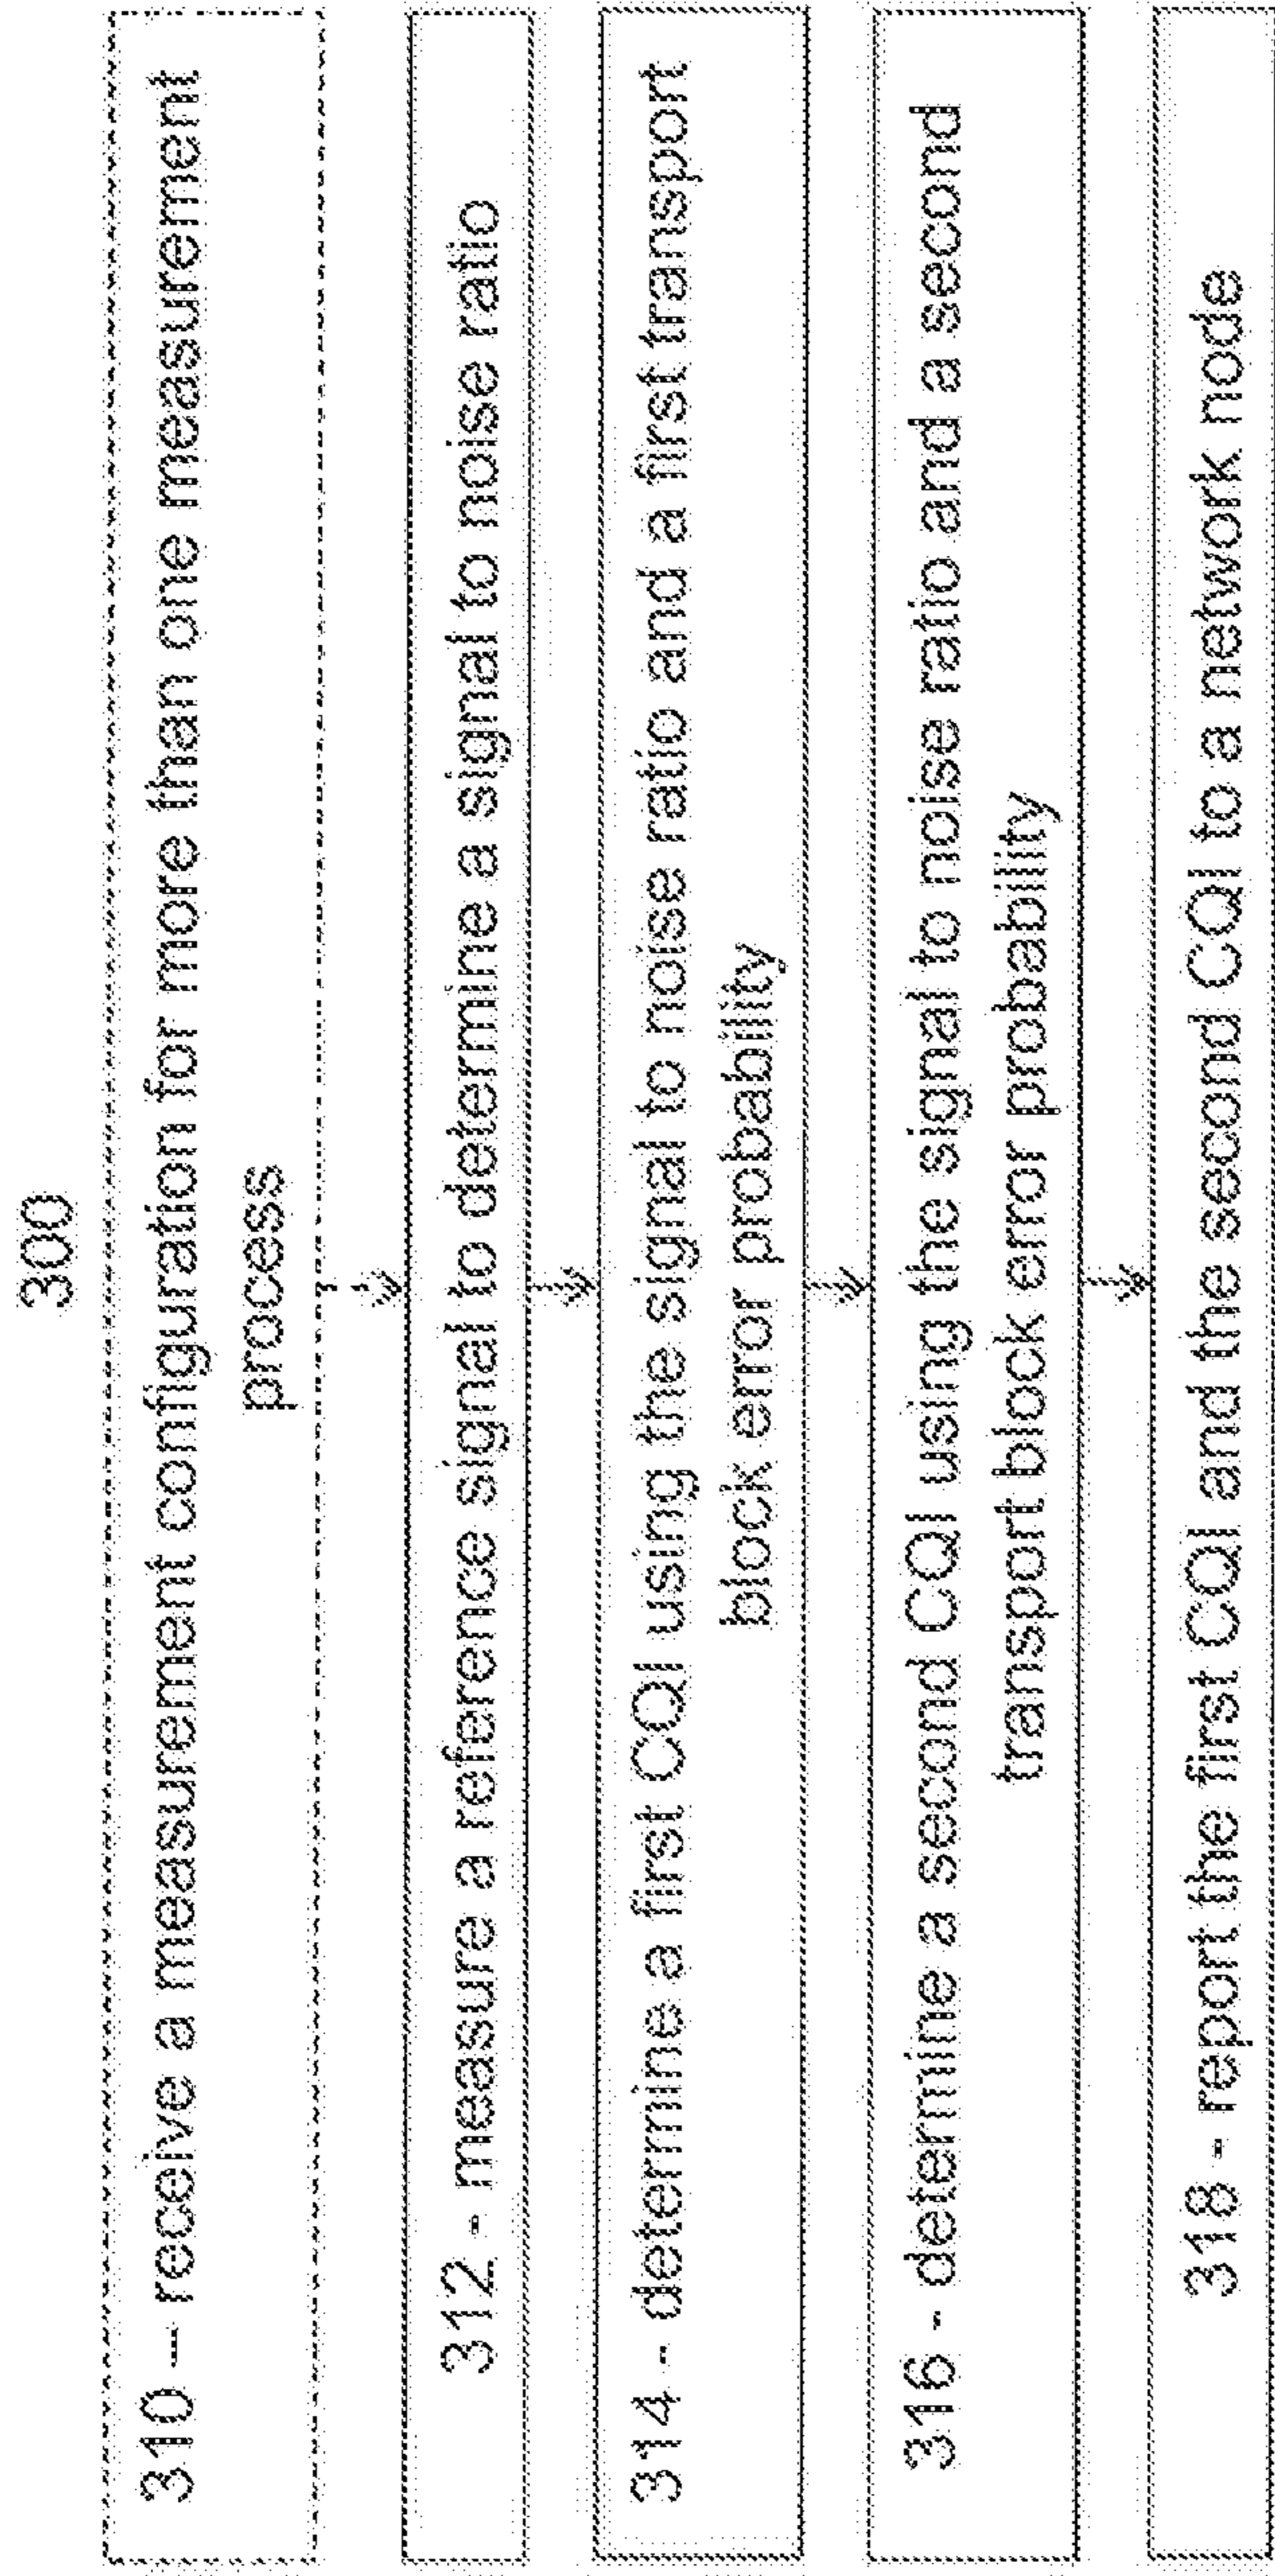 300
310 – receive a measurement configuration for more than one measurement
process
312 - measure a reference signal to determine a signal to noise ratio
314 - determine a first CQI using the signal to noise ratio and a first transport
block error probability
316 - determine a second CQI using the signal to noise ratio and a second
transport block error probability
318 - report the first CQI and the second CQI to a network node